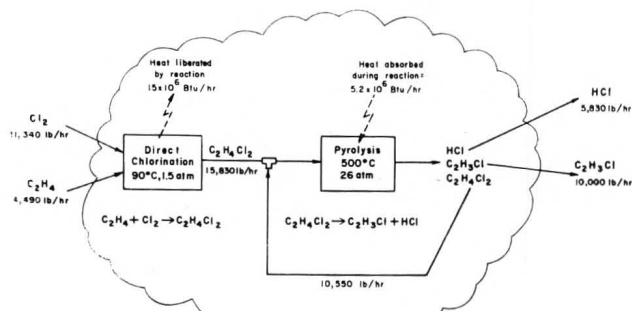 Heat liberated
by reaction
15x10⁶ Btu/hr
Heat absorbed
during reaction=
5.2x10⁶ Btu/hr
Cl₂
11,340 lb/hr
C₂H₄
4,490 lb/hr
Direct
Chlorination
90°C, 1.5 atm
C₂H₄Cl₂
15,830 lb/hr
Pyrolysis
500°C
26 atm
HCl
C₂H₃Cl
C₂H₄Cl₂
HCl
5,830 lb/hr
C₂H₃Cl
10,000 lb/hr
C₂H₄+Cl₂→C₂H₄Cl₂
C₂H₄Cl₂→C₂H₃Cl+HCl
10,550 lb/hr